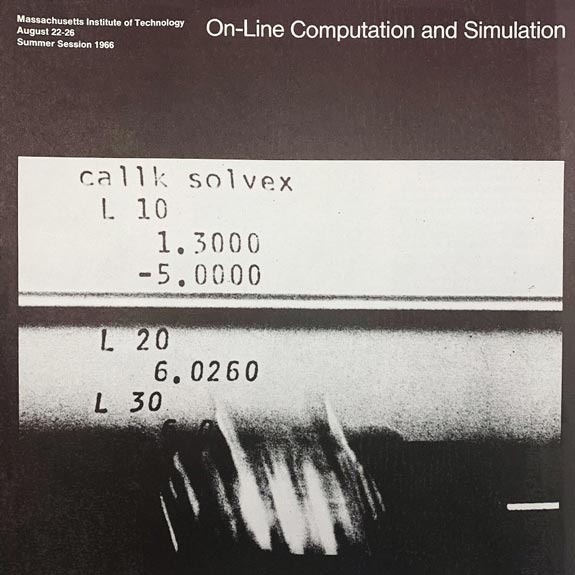 Massachusetts Institute of Technology
August 22-26
Summer Session 1966
On-Line Computation and Simulation
callk solvex
L 10
1.3000
-5.0000
L 20
6.0260
L 30